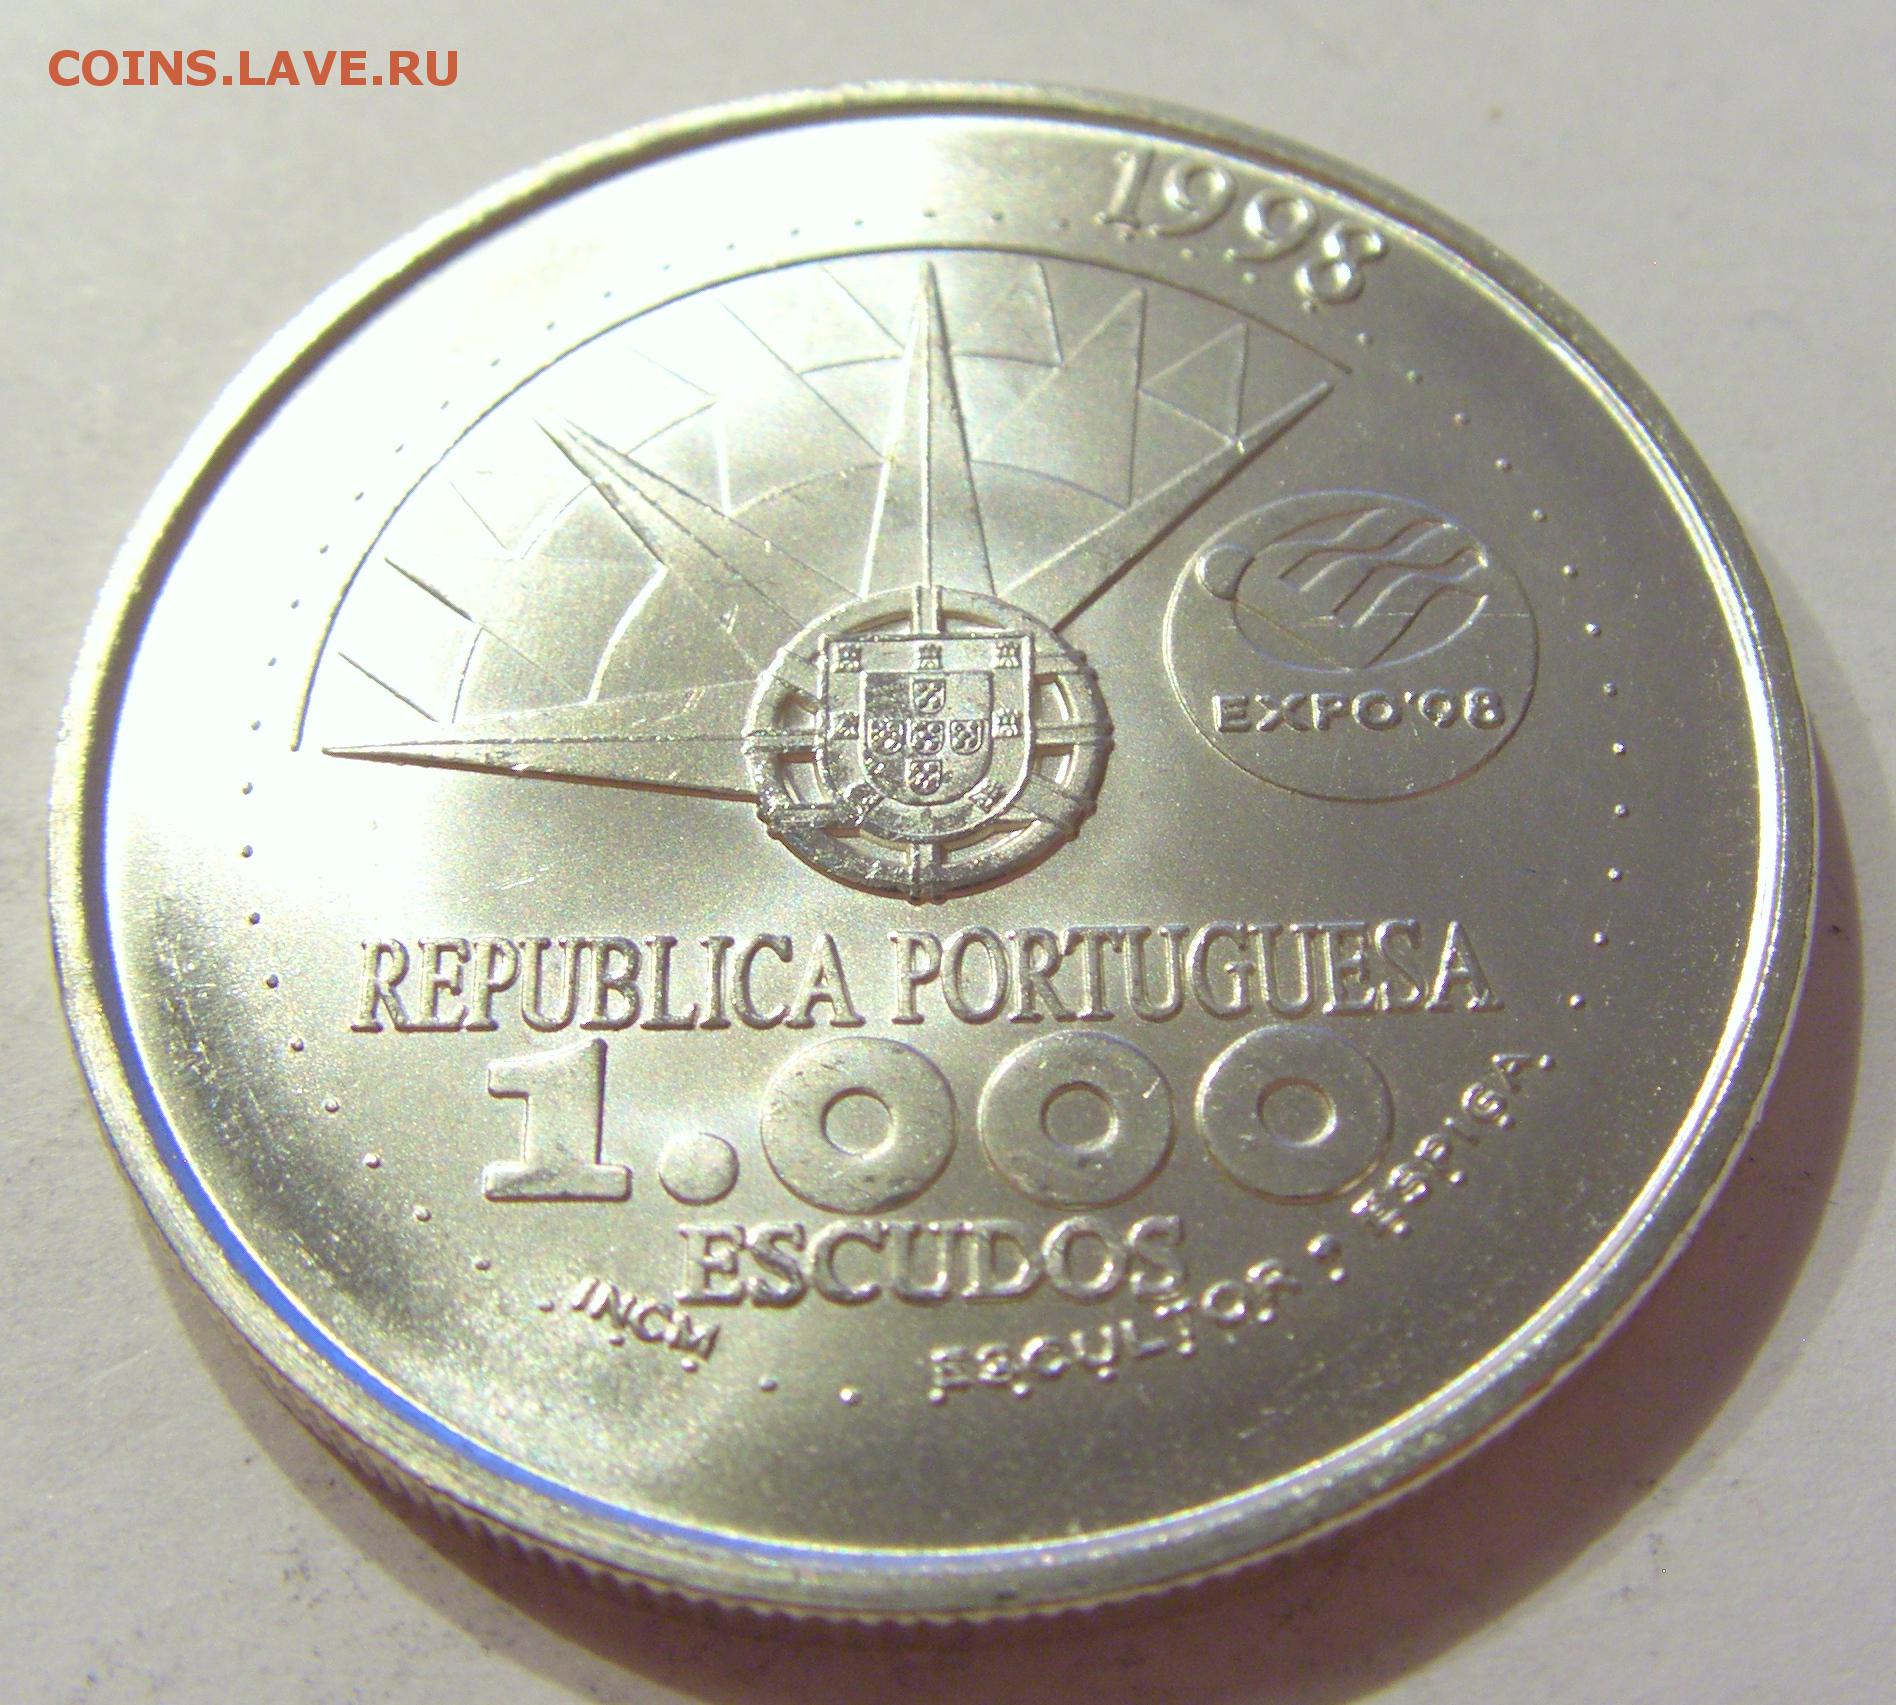 COINS.LAVE.RU
1998
EXPO'98
REPUBLICA PORTUGUESA
1.000
ESCUDOS
INCM
ESCULTOR : ESPIGA